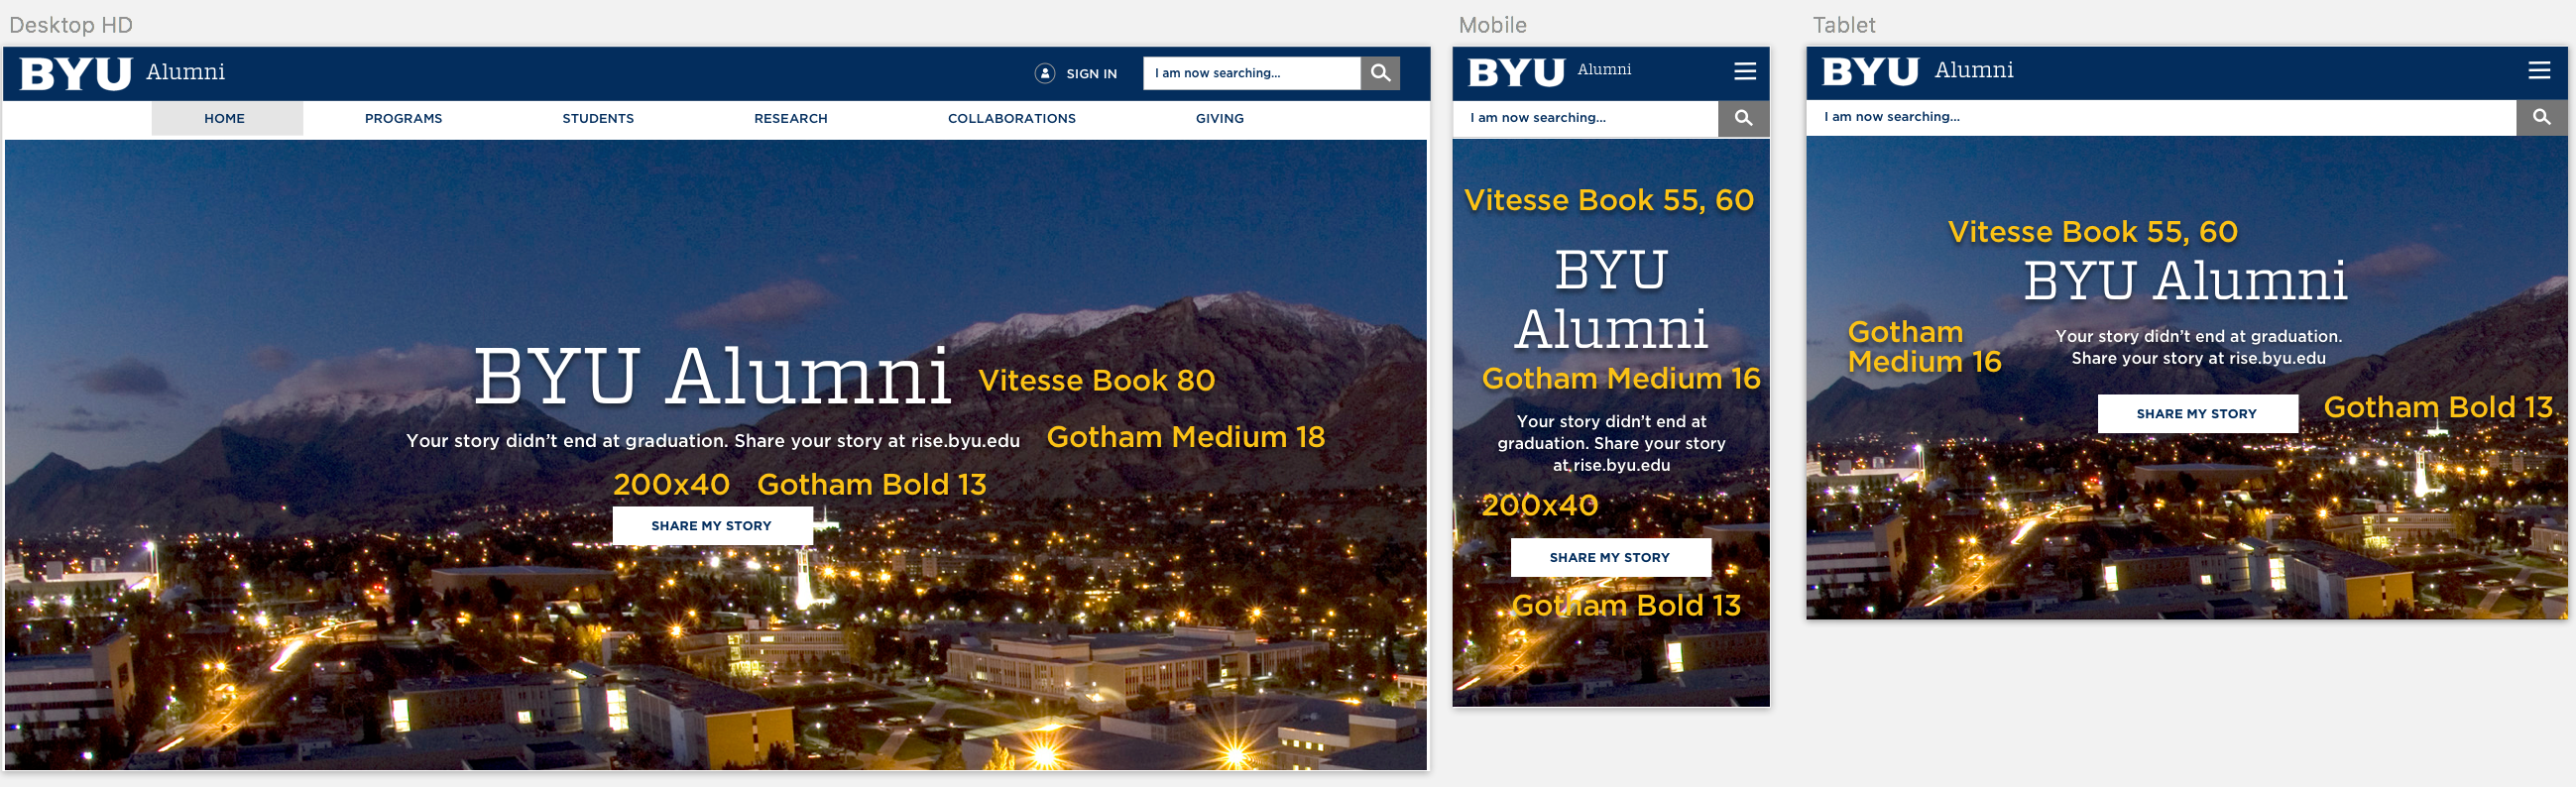 Desktop HD
BYU Alumni
SIGN IN
I am now searching...
HOME
PROGRAMS
STUDENTS
RESEARCH
COLLABORATIONS
GIVING
BYU Alumni
Vitesse Book 80
Your story didn't end at graduation. Share your story at rise.byu.edu
Gotham Medium 18
200x40
Gotham Bold 13
SHARE MY STORY
Mobile
BYU Alumni
I am now searching...
Vitesse Book 55, 60
BYU
Alumni
Gotham Medium 16
Your story didn't end at
graduation. Share your story
at rise.byu.edu
200x40
SHARE MY STORY
Gotham Bold 13
Tablet
BYU Alumni
I am now searching...
Vitesse Book 55, 60
BYU Alumni
Gotham
Medium 16
Your story didn't end at graduation.
Share your story at rise.byu.edu
SHARE MY STORY
Gotham Bold 13